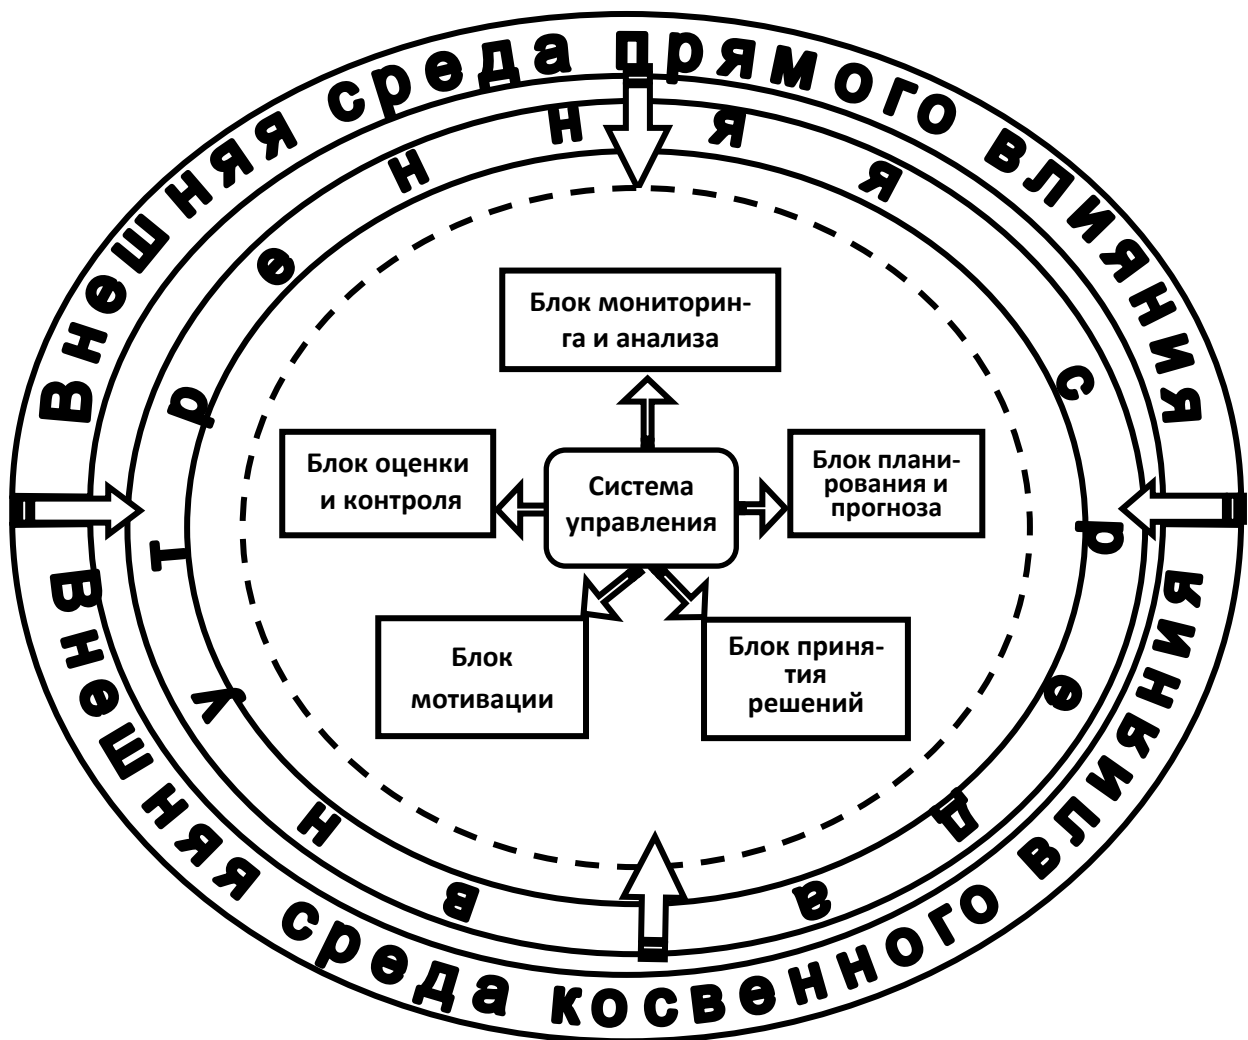 Внешняя среда прямого влияния
Внутренняя среда
Блок мониторин-
га и анализа
Блок оценки
и контроля
Система
управления
Блок плани-
рования и
прогноза
Блок
мотивации
Блок приня-
тия
решений
Внешняя среда косвенного влияния